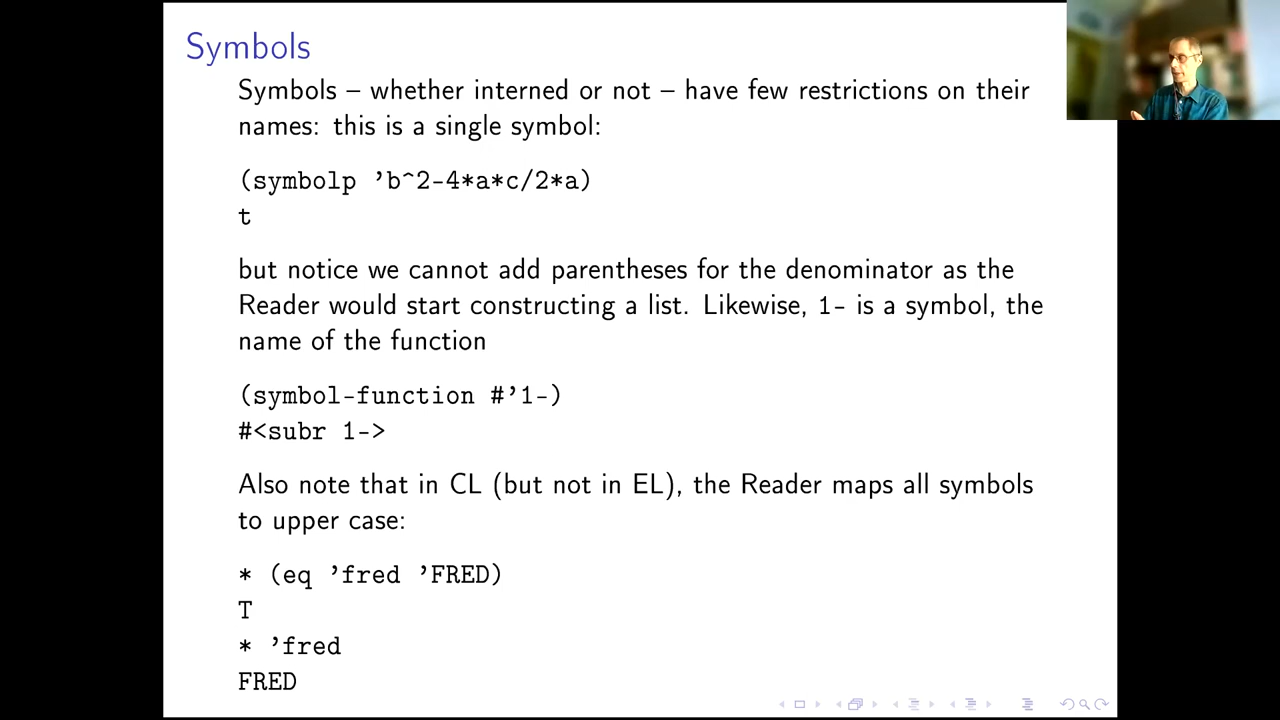 Symbols
Symbols – whether interned or not – have few restrictions on their
names: this is a single symbol:
(symbolp ’b^2-4*a*c/2*a)
t
but notice we cannot add parentheses for the denominator as the
Reader would start constructing a list. Likewise, 1- is a symbol, the
name of the function
(symbol-function #’1-)
#<subr 1->
Also note that in CL (but not in EL), the Reader maps all symbols
to upper case:
* (eq ’fred ’FRED)
T
* ’fred
FRED